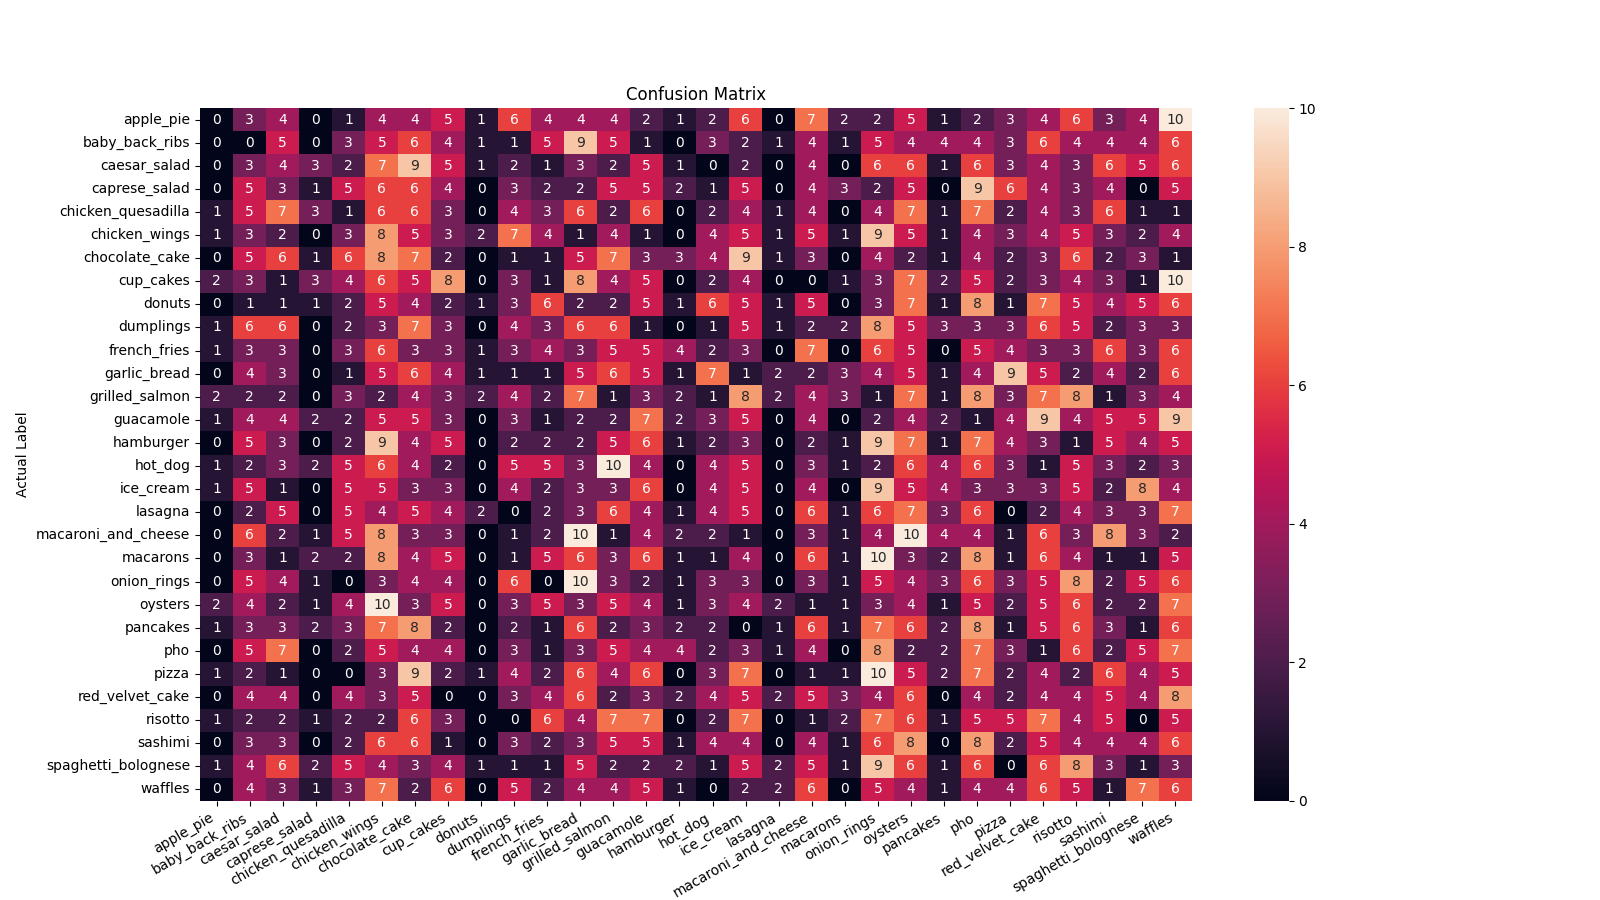 Confusion Matrix
Actual Label
apple_pie 0 3 4 0 1 4 4 5 1 6 4 4 4 2 1 2 6 0 7 2 2 5 1 2 3 4 6 3 4 10
baby_back_ribs 0 0 5 0 3 5 6 4 1 1 5 9 5 1 0 3 2 1 4 1 5 4 4 4 3 6 4 4 4 6
caesar_salad 0 3 4 3 2 7 9 5 1 2 1 3 2 5 1 0 2 0 4 0 6 6 1 6 3 4 3 6 5 6
caprese_salad 0 5 3 1 5 6 6 4 0 3 2 2 5 5 2 1 5 0 4 3 2 5 0 9 6 4 3 4 0 5
chicken_quesadilla 1 5 7 3 1 6 6 3 0 4 3 6 2 6 0 2 4 1 4 0 4 7 1 7 2 4 3 6 1 1
chicken_wings 1 3 2 0 3 8 5 3 2 7 4 1 4 1 0 4 5 1 5 1 9 5 1 4 3 4 5 3 2 4
chocolate_cake 0 5 6 1 6 8 7 2 0 1 1 5 7 3 3 4 9 1 3 0 4 2 1 4 2 3 6 2 3 1
cup_cakes 2 3 1 3 4 6 5 8 0 3 1 8 4 5 0 2 4 0 0 1 3 7 2 5 2 3 4 3 1 10
donuts 0 1 1 1 2 5 4 2 1 3 6 2 2 5 1 6 5 1 5 0 3 7 1 8 1 7 5 4 5 6
dumplings 1 6 6 0 2 3 7 3 0 4 3 6 6 1 0 1 5 1 2 2 8 5 3 3 3 6 5 2 3 3
french_fries 1 3 3 0 3 6 3 3 1 3 4 3 5 5 4 2 3 0 7 0 6 5 0 5 4 3 3 6 3 6
garlic_bread 0 4 3 0 1 5 6 4 1 1 1 5 6 5 1 7 1 2 2 3 4 5 1 4 9 5 2 4 2 6
grilled_salmon 2 2 2 0 3 2 4 3 2 4 2 7 1 3 2 1 8 2 4 3 1 7 1 8 3 7 8 1 3 4
guacamole 1 4 4 2 2 5 5 3 0 3 1 2 2 7 2 3 5 0 4 0 2 4 2 1 4 9 4 5 5 9
hamburger 0 5 3 0 2 9 4 5 0 2 2 2 5 6 1 2 3 0 2 1 9 7 1 7 4 3 1 5 4 5
hot_dog 1 2 3 2 5 6 4 2 0 5 5 3 10 4 0 4 5 0 3 1 2 6 4 6 3 1 5 3 2 3
ice_cream 1 5 1 0 5 5 3 3 0 4 2 3 3 6 0 4 5 0 4 0 9 5 4 3 3 3 5 2 8 4
lasagna 0 2 5 0 5 4 5 4 2 0 2 3 6 4 1 4 5 0 6 1 6 7 3 6 0 2 4 3 3 7
macaroni_and_cheese 0 6 2 1 5 8 3 3 0 1 2 10 1 4 2 2 1 0 3 1 4 10 4 4 1 6 3 8 3 2
macarons 0 3 1 2 2 8 4 5 0 1 5 6 3 6 1 1 4 0 6 1 10 3 2 8 1 6 4 1 1 5
onion_rings 0 5 4 1 0 3 4 4 0 6 0 10 3 2 1 3 3 0 3 1 5 4 3 6 3 5 8 2 5 6
oysters 2 4 2 1 4 10 3 5 0 3 5 3 5 4 1 3 4 2 1 1 3 4 1 5 2 5 6 2 2 7
pancakes 1 3 3 2 3 7 8 2 0 2 1 6 2 3 2 2 0 1 6 1 7 6 2 8 1 5 6 3 1 6
pho 0 5 7 0 2 5 4 4 0 3 1 3 5 4 4 2 3 1 4 0 8 2 2 7 3 1 6 2 5 7
pizza 1 2 1 0 0 3 9 2 1 4 2 6 4 6 0 3 7 0 1 1 10 5 2 7 2 4 2 6 4 5
red_velvet_cake 0 4 4 0 4 3 5 0 0 3 4 6 2 3 2 4 5 2 5 3 4 6 0 4 2 4 4 5 4 8
risotto 1 2 2 1 2 2 6 3 0 0 6 4 7 7 0 2 7 0 1 2 7 6 1 5 5 7 4 5 0 5
sashimi 0 3 3 0 2 6 6 1 0 3 2 3 5 5 1 4 4 0 4 1 6 8 0 8 2 5 4 4 4 6
spaghetti_bolognese 1 4 6 2 5 4 3 4 1 1 1 5 2 2 2 1 5 2 5 1 9 6 1 6 0 6 8 3 1 3
waffles 0 4 3 1 3 7 2 6 0 5 2 4 4 5 1 0 2 2 6 0 5 4 1 4 4 6 5 1 7 6
apple_pie
baby_back_ribs
caesar_salad
caprese_salad
chicken_quesadilla
chicken_wings
chocolate_cake
cup_cakes
donuts
dumplings
french_fries
garlic_bread
grilled_salmon
guacamole
hamburger
hot_dog
ice_cream
lasagna
macaroni_and_cheese
macarons
onion_rings
oysters
pancakes
pho
pizza
red_velvet_cake
risotto
sashimi
spaghetti_bolognese
waffles
10
8
6
4
2
0